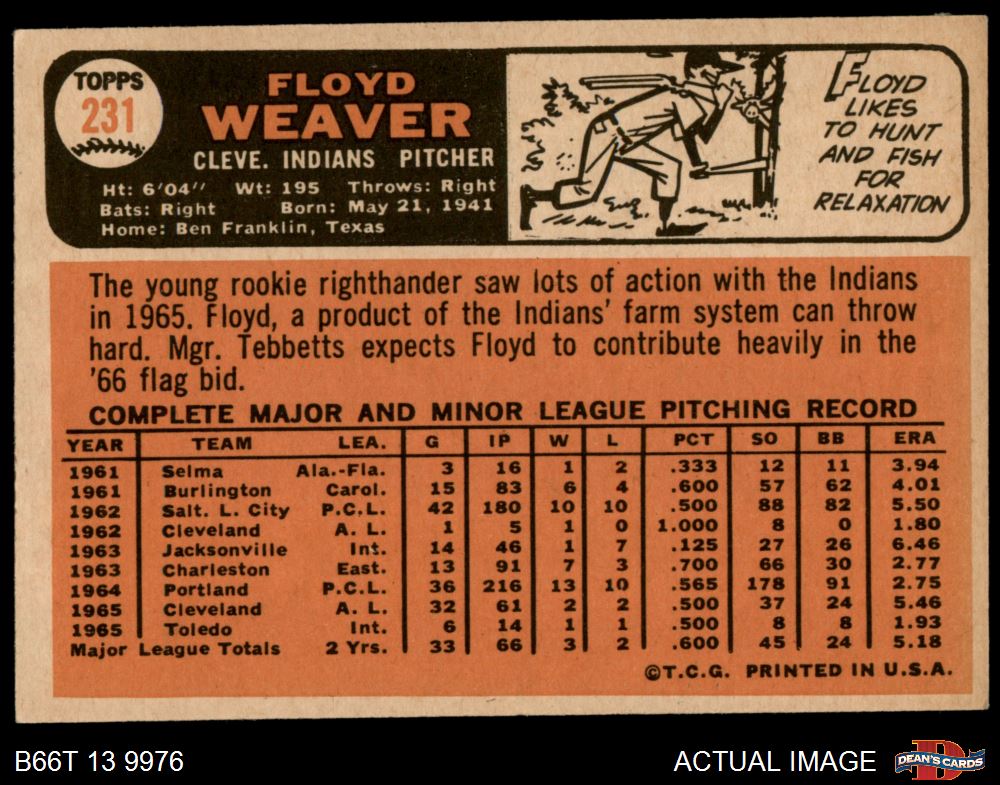 TOPPS
231
FLOYD
WEAVER
CLEVE. INDIANS PITCHER
Ht: 6'04" Wt: 195 Throws: Right
Bats: Right Born: May 21, 1941
Home: Ben Franklin, Texas
FLOYD
LIKES
TO HUNT
AND FISH
FOR
RELAXATION
The young rookie righthander saw lots of action with the Indians
in 1965. Floyd, a product of the Indians' farm system can throw
hard. Mgr. Tebbetts expects Floyd to contribute heavily in the
'66 flag bid.
COMPLETE MAJOR AND MINOR LEAGUE PITCHING RECORD
YEAR TEAM LEA. G IP W L PCT SO BB ERA
1961 Selma Ala.-Fla. 3 16 1 2 .333 12 11 3.94
1961 Burlington Carol. 15 83 6 4 .600 57 62 4.01
1962 Salt. L. City P.C.L. 42 180 10 10 .500 88 82 5.50
1962 Cleveland A. L. 1 5 1 0 1.000 8 0 1.80
1963 Jacksonville Int. 14 46 1 7 .125 27 26 6.46
1963 Charleston East. 13 91 7 3 .700 66 30 2.77
1964 Portland P.C.L. 36 216 13 10 .565 178 91 2.75
1965 Cleveland A. L. 32 61 2 2 .500 37 24 5.46
1965 Toledo Int. 6 14 1 1 .500 8 8 1.93
Major League Totals 2 Yrs. 33 66 3 2 .600 45 24 5.18
©T.C.G. PRINTED IN U.S.A.
B66T 13 9976
ACTUAL IMAGE
D
DEAN'S CARDS